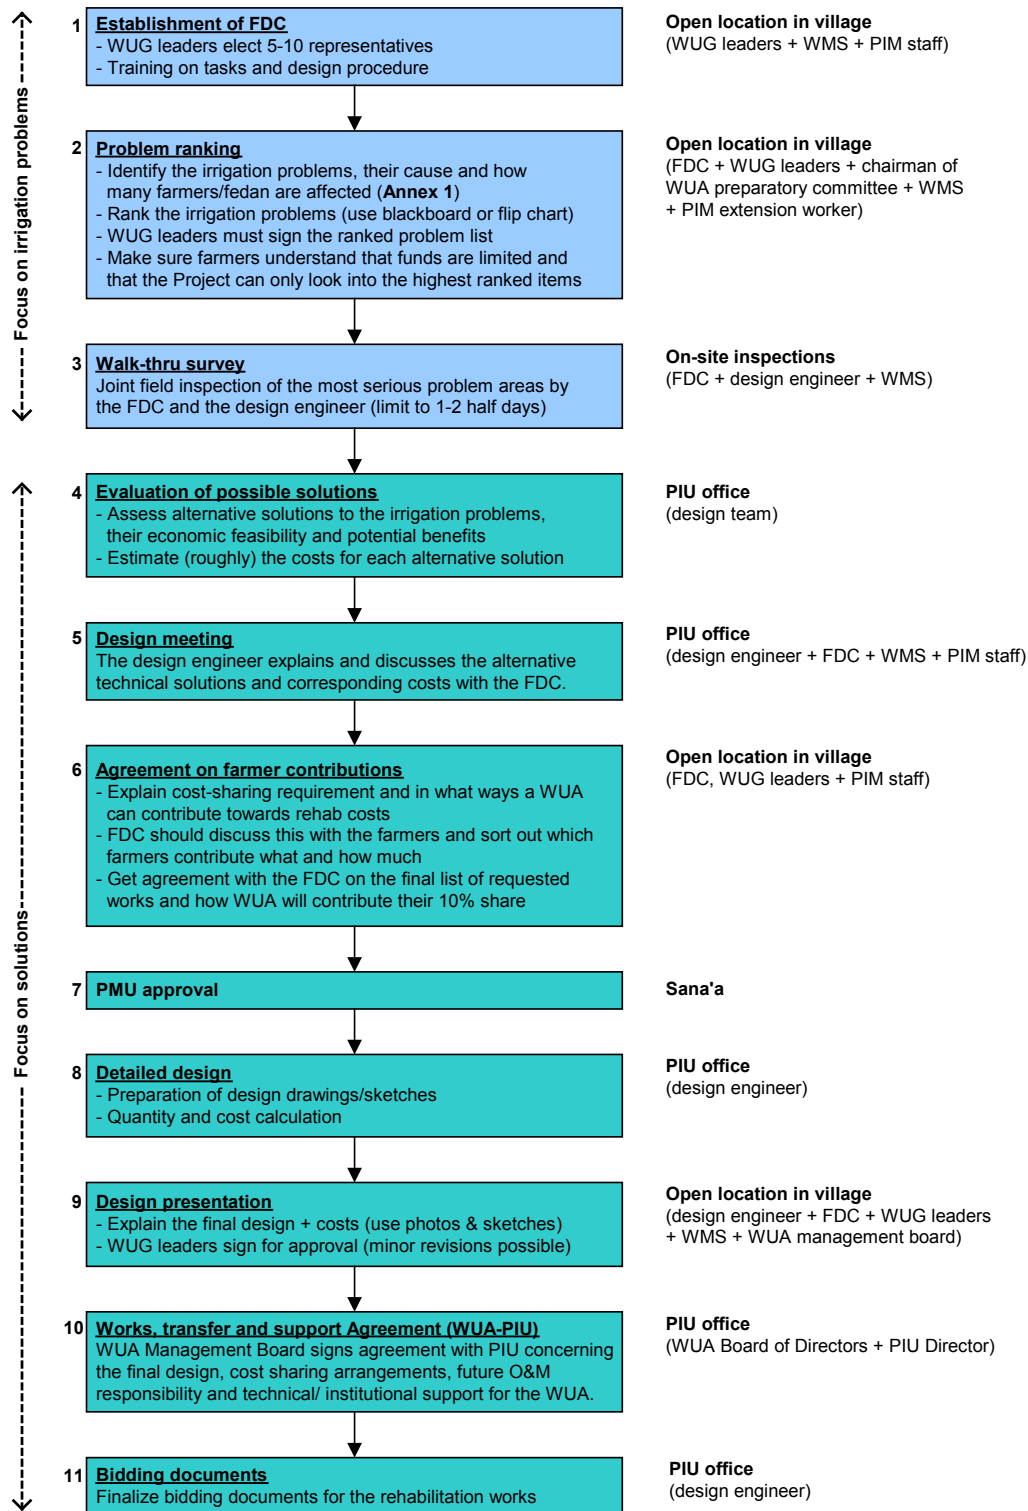 Focus on irrigation problems
1
Establishment of FDC
- WUG leaders elect 5-10 representatives
- Training on tasks and design procedure
Open location in village
(WUG leaders + WMS + PIM staff)
2
Problem ranking
- Identify the irrigation problems, their cause and how
many farmers/fedan are affected (Annex 1)
- Rank the irrigation problems (use blackboard or flip chart)
- WUG leaders must sign the ranked problem list
- Make sure farmers understand that funds are limited and
that the Project can only look into the highest ranked items
Open location in village
(FDC + WUG leaders + chairman of
WUA preparatory committee + WMS
+ PIM extension worker)
3
Walk-thru survey
Joint field inspection of the most serious problem areas by
the FDC and the design engineer (limit to 1-2 half days)
On-site inspections
(FDC + design engineer + WMS)
Focus on solutions
4
Evaluation of possible solutions
- Assess alternative solutions to the irrigation problems,
their economic feasibility and potential benefits
- Estimate (roughly) the costs for each alternative solution
PIU office
(design team)
5
Design meeting
The design engineer explains and discusses the alternative
technical solutions and corresponding costs with the FDC.
PIU office
(design engineer + FDC + WMS + PIM staff)
6
Agreement on farmer contributions
- Explain cost-sharing requirement and in what ways a WUA
can contribute towards rehab costs
- FDC should discuss this with the farmers and sort out which
farmers contribute what and how much
- Get agreement with the FDC on the final list of requested
works and how WUA will contribute their 10% share
Open location in village
(FDC, WUG leaders + PIM staff)
7
PMU approval
Sana'a
8
Detailed design
- Preparation of design drawings/sketches
- Quantity and cost calculation
PIU office
(design engineer)
9
Design presentation
- Explain the final design + costs (use photos & sketches)
- WUG leaders sign for approval (minor revisions possible)
Open location in village
(design engineer + FDC + WUG leaders
+ WMS + WUA management board)
10
Works, transfer and support Agreement (WUA-PIU)
WUA Management Board signs agreement with PIU concerning
the final design, cost sharing arrangements, future O&M
responsibility and technical/ institutional support for the WUA.
PIU office
(WUA Board of Directors + PIU Director)
11
Bidding documents
Finalize bidding documents for the rehabilitation works
PIU office
(design engineer)